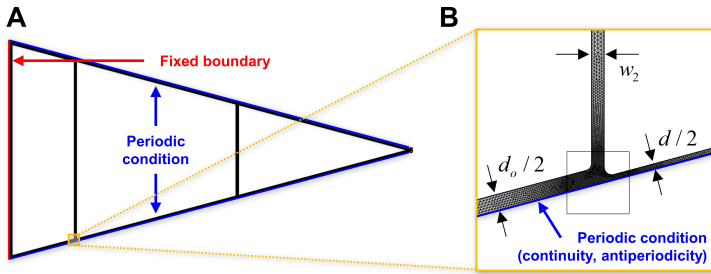 A
Fixed boundary
Periodic
condition
B
w₂
dₒ / 2
d / 2
Periodic condition
(continuity, antiperiodicity)